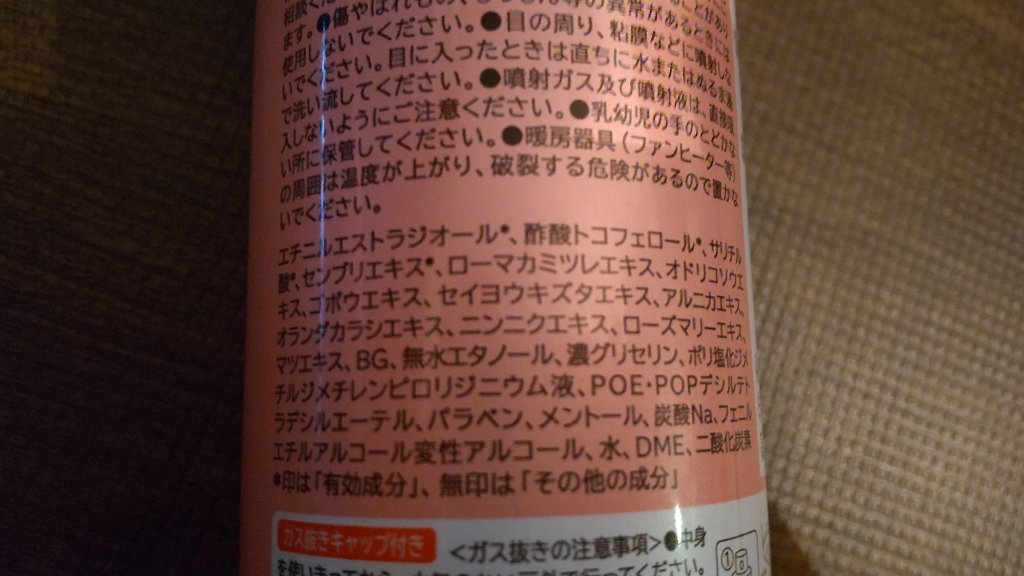 ます。●傷やはれもの、しっしん等の異常があるときには
使用しないでください。●目の周り、粘膜などに噴射しな
いでください。目に入ったときは直ちに水またはぬるま湯
で洗い流してください。●噴射ガス及び噴射液は、直接吸
入しないようにご注意ください。●乳幼児の手のとどかな
い所に保管してください。●暖房器具(ファンヒーター等)
の周囲は温度が上がり、破裂する危険があるので置かな
いでください。
エチニルエストラジオール*、酢酸トコフェロール*、サリチル
酸*、センブリエキス*、ローマカミツレエキス、オドリコソウエ
キス、ゴボウエキス、セイヨウキズタエキス、アルニカエキス、
オランダカラシエキス、ニンニクエキス、ローズマリーエキス、
マツエキス、BG、無水エタノール、濃グリセリン、ポリ塩化ジメ
チルジメチレンピロリジニウム液、POE・POPデシルテト
ラデシルエーテル、パラベン、メントール、炭酸Na、フェニル
エチルアルコール変性アルコール、水、DME、二酸化炭素
*印は「有効成分」、無印は「その他の成分」
ガス抜きキャップ付き <ガス抜きの注意事項>●中身
①